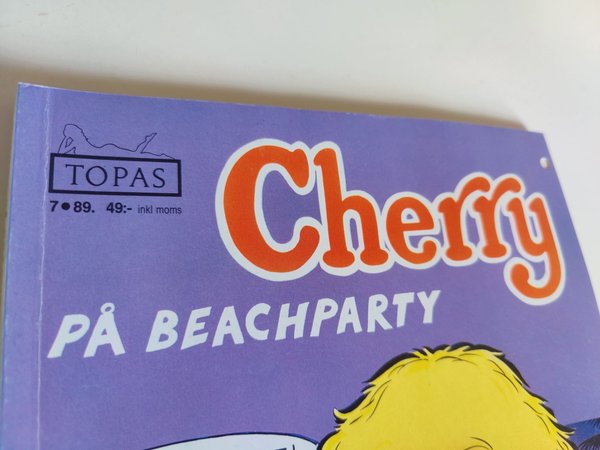 TOPAS
7●89. 49:- inkl moms
Cherry
PÅ BEACHPARTY